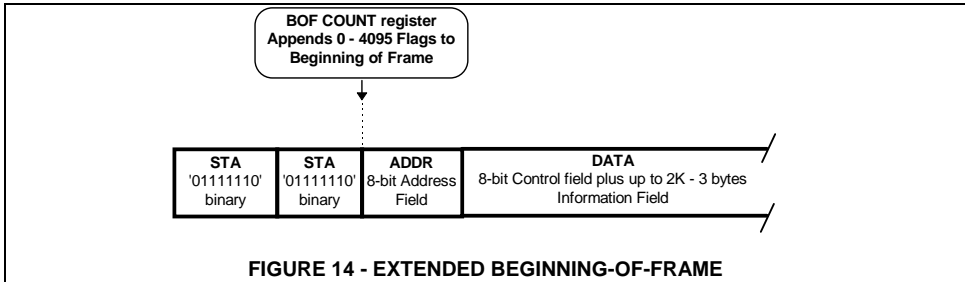 BOF COUNT register
Appends 0 - 4095 Flags to
Beginning of Frame
STA
'01111110'
binary
STA
'01111110'
binary
ADDR
8-bit Address
Field
DATA
8-bit Control field plus up to 2K - 3 bytes
Information Field
FIGURE 14 - EXTENDED BEGINNING-OF-FRAME